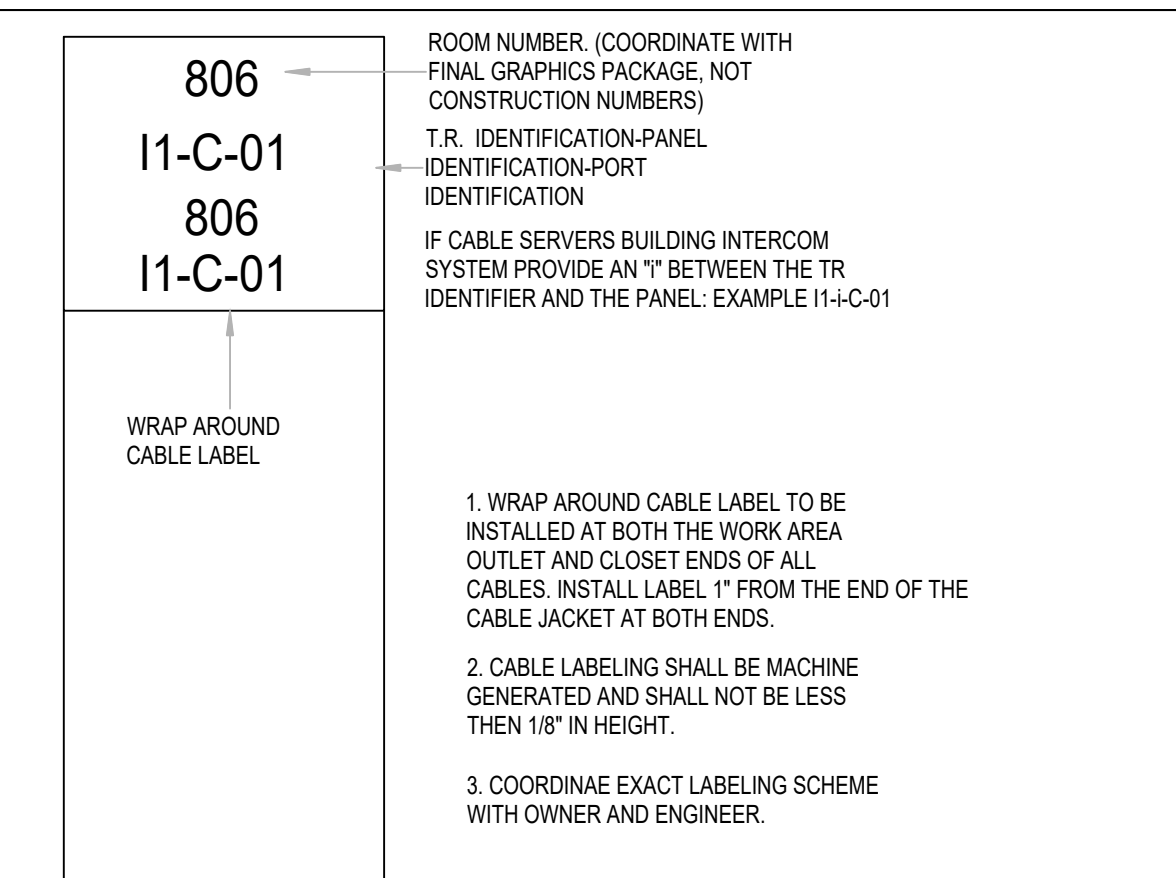 806
I1-C-01
806
I1-C-01
ROOM NUMBER. (COORDINATE WITH
FINAL GRAPHICS PACKAGE, NOT
CONSTRUCTION NUMBERS)
T.R. IDENTIFICATION-PANEL
IDENTIFICATION-PORT
IDENTIFICATION
IF CABLE SERVERS BUILDING INTERCOM
SYSTEM PROVIDE AN "i" BETWEEN THE TR
IDENTIFIER AND THE PANEL: EXAMPLE I1-i-C-01
WRAP AROUND
CABLE LABEL
1. WRAP AROUND CABLE LABEL TO BE
INSTALLED AT BOTH THE WORK AREA
OUTLET AND CLOSET ENDS OF ALL
CABLES. INSTALL LABEL 1" FROM THE END OF THE
CABLE JACKET AT BOTH ENDS.
2. CABLE LABELING SHALL BE MACHINE
GENERATED AND SHALL NOT BE LESS
THEN 1/8" IN HEIGHT.
3. COORDINAE EXACT LABELING SCHEME
WITH OWNER AND ENGINEER.